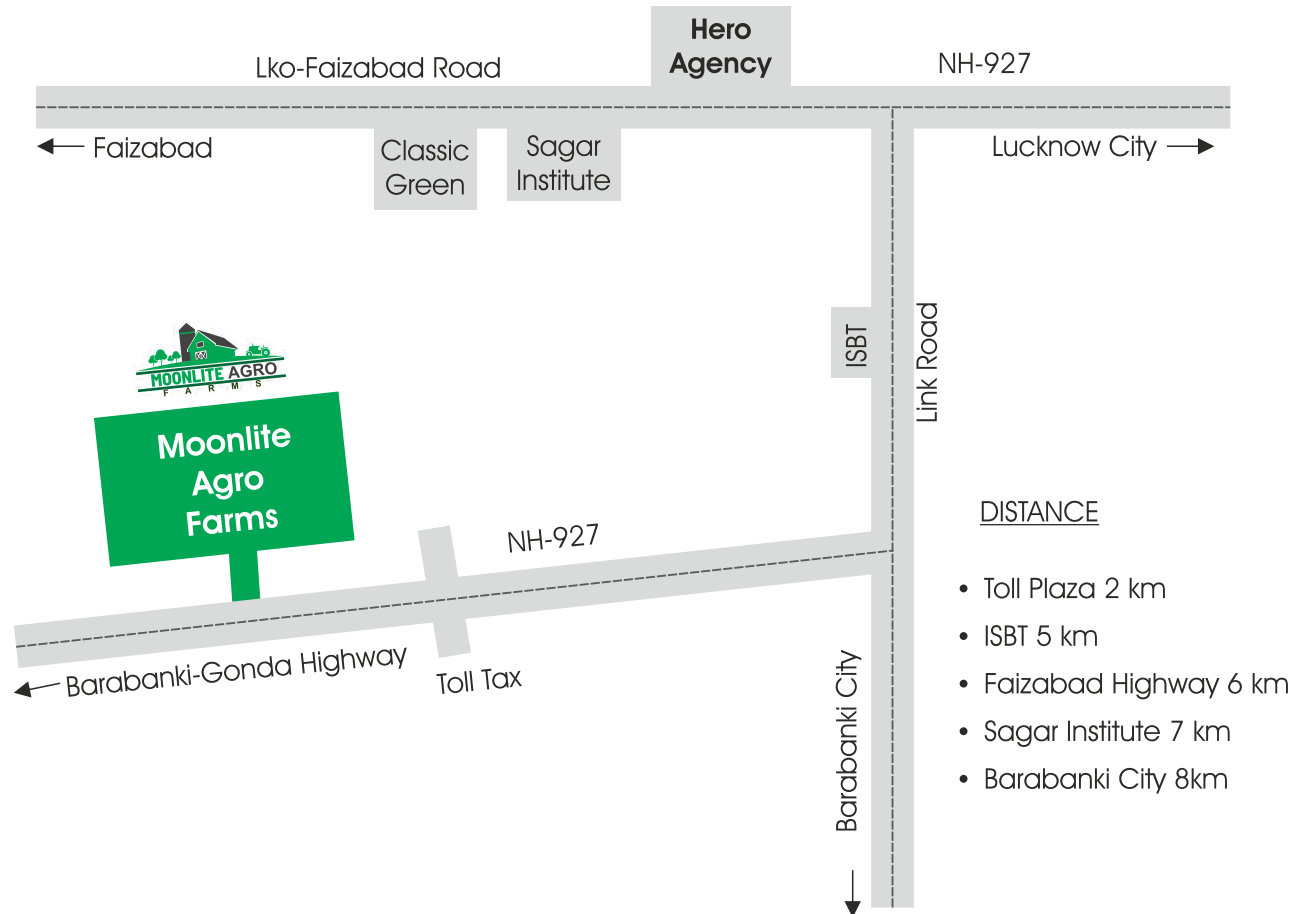 Hero
Agency
Lko-Faizabad Road
NH-927
Faizabad
Lucknow City
Classic
Green
Sagar
Institute
ISBT
Link Road
MOONLITE AGRO
FARMS
Moonlite
Agro
Farms
NH-927
Barabanki-Gonda Highway
Toll Tax
Barabanki City
DISTANCE
• Toll Plaza 2 km
• ISBT 5 km
• Faizabad Highway 6 km
• Sagar Institute 7 km
• Barabanki City 8km